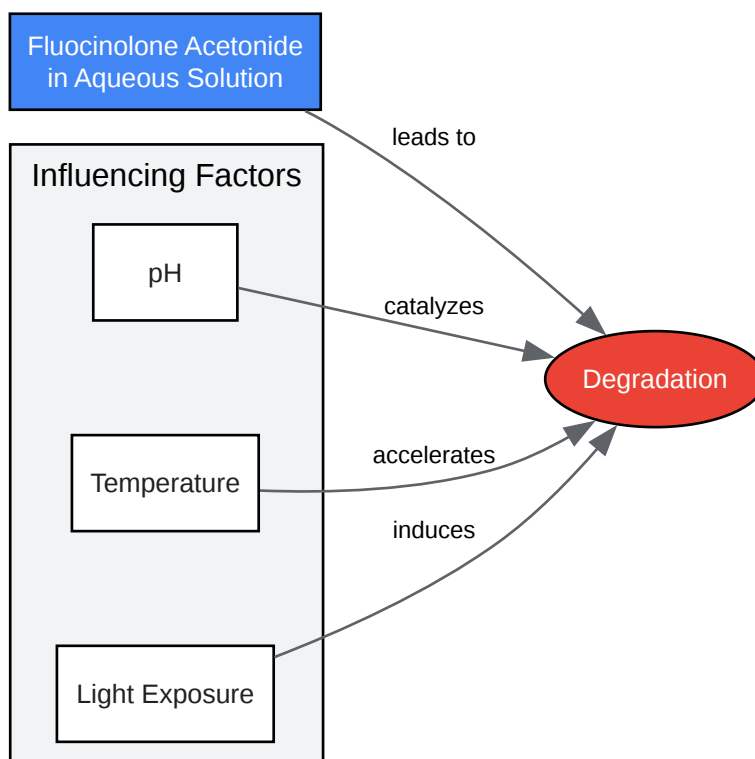 Fluocinolone Acetonide
in Aqueous Solution
leads to
Influencing Factors
pH
catalyzes
Degradation
Temperature
accelerates
induces
Light Exposure